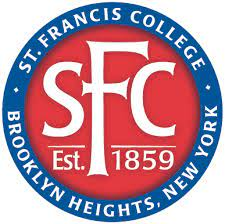 · ST. FRANCIS COLLEGE ·
SFC
Est. 1859
BROOKLYN HEIGHTS, NEW YORK